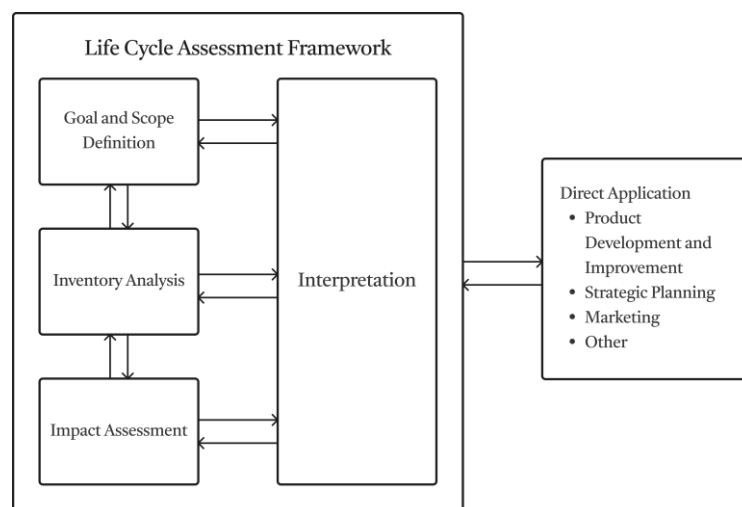 Life Cycle Assessment Framework
Goal and Scope
Definition
Inventory Analysis
Impact Assessment
Interpretation
Direct Application
• Product
Development and
Improvement
• Strategic Planning
• Marketing
• Other